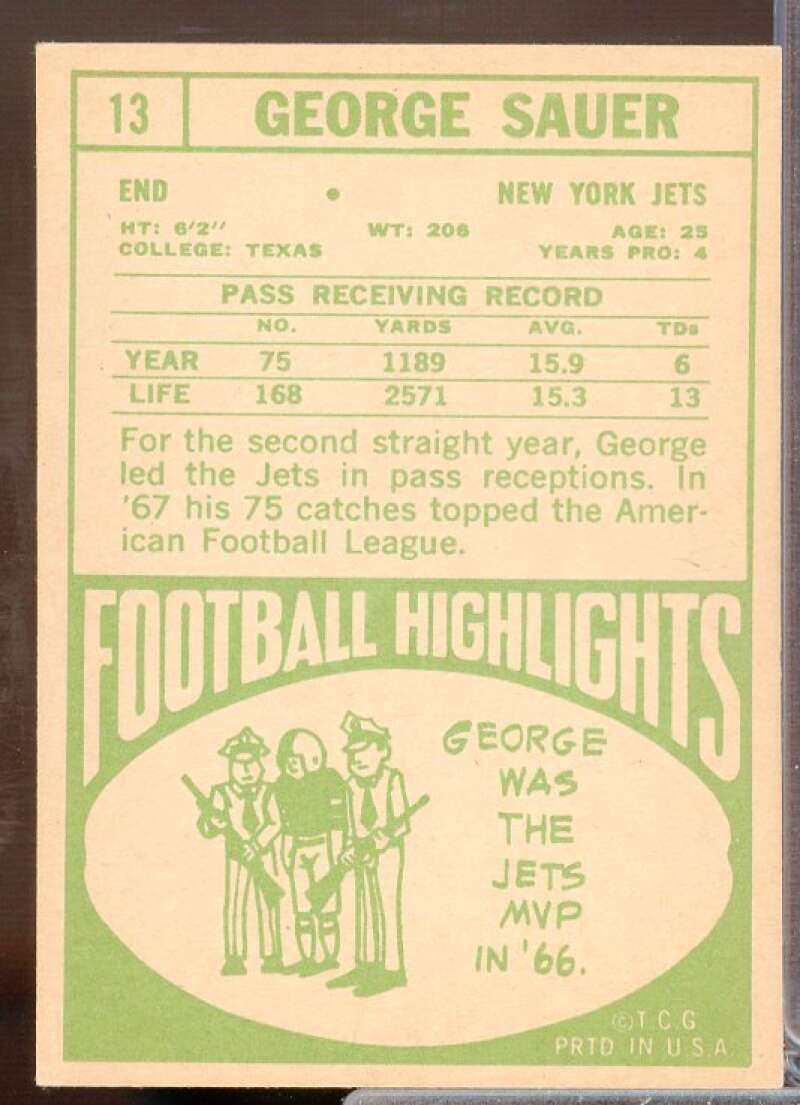 13 GEORGE SAUER
END • NEW YORK JETS
HT: 6'2" WT: 206 AGE: 25
COLLEGE: TEXAS YEARS PRO: 4
PASS RECEIVING RECORD
NO. YARDS AVG. TDs
YEAR 75 1189 15.9 6
LIFE 168 2571 15.3 13
For the second straight year, George
led the Jets in pass receptions. In
'67 his 75 catches topped the Amer-
ican Football League.
FOOTBALL HIGHLIGHTS
GEORGE
WAS
THE
JETS
MVP
IN '66.
©T.C.G
PRTD IN U.S.A